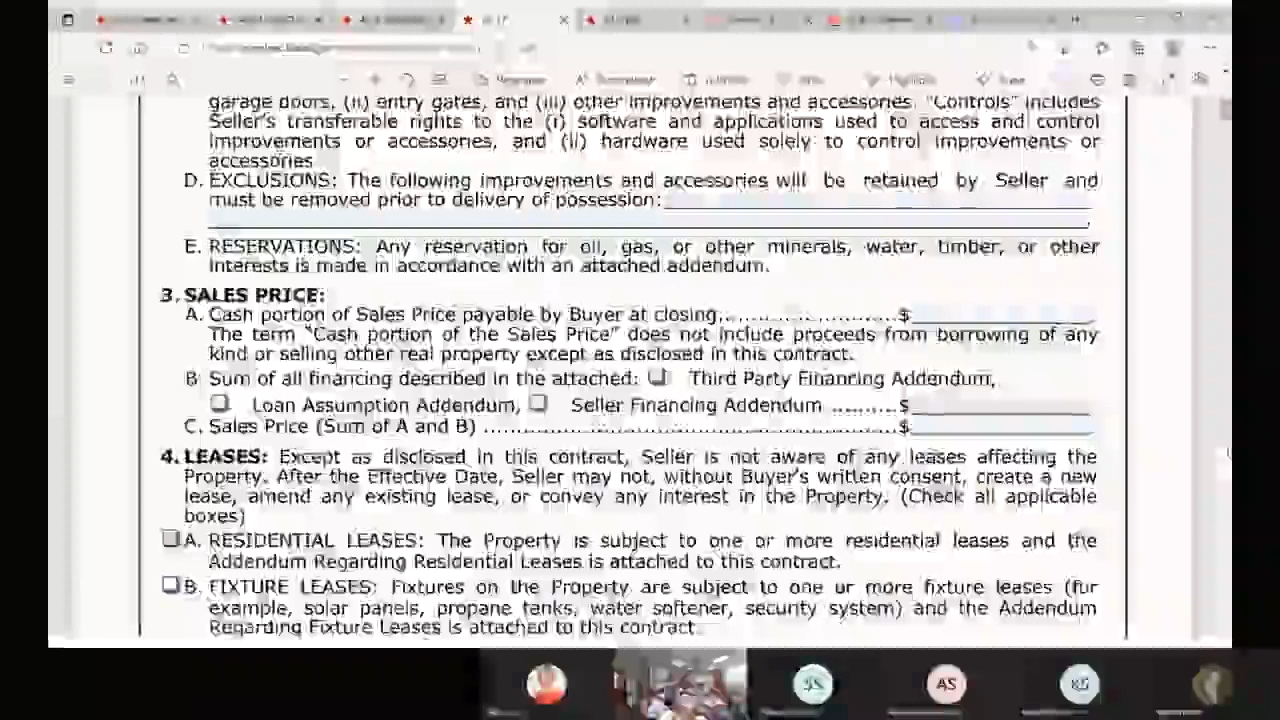 garage doors, (ii) entry gates, and (iii) other improvements and accessories. "Controls" includes
Seller's transferable rights to the (i) software and applications used to access and control
improvements or accessories, and (ii) hardware used solely to control improvements or
accessories
D. EXCLUSIONS: The following improvements and accessories will be retained by Seller and
must be removed prior to delivery of possession:
E. RESERVATIONS: Any reservation for oil, gas, or other minerals, water, timber, or other
interests is made in accordance with an attached addendum.
3. SALES PRICE:
A. Cash portion of Sales Price payable by Buyer at closing..........................$
The term "Cash portion of the Sales Price" does not include proceeds from borrowing of any
kind or selling other real property except as disclosed in this contract.
B Sum of all financing described in the attached: Third Party Financing Addendum,
Loan Assumption Addendum, Seller Financing Addendum ..........$
C. Sales Price (Sum of A and B) ............................................................$
4. LEASES: Except as disclosed in this contract, Seller is not aware of any leases affecting the
Property. After the Effective Date, Seller may not, without Buyer's written consent, create a new
lease, amend any existing lease, or convey any interest in the Property. (Check all applicable
boxes)
A. RESIDENTIAL LEASES: The Property is subject to one or more residential leases and the
Addendum Regarding Residential Leases is attached to this contract.
B. FIXTURE LEASES: Fixtures on the Property are subject to one or more fixture leases (for
example, solar panels, propane tanks, water softener, security system) and the Addendum
Regarding Fixture Leases is attached to this contract.
AS